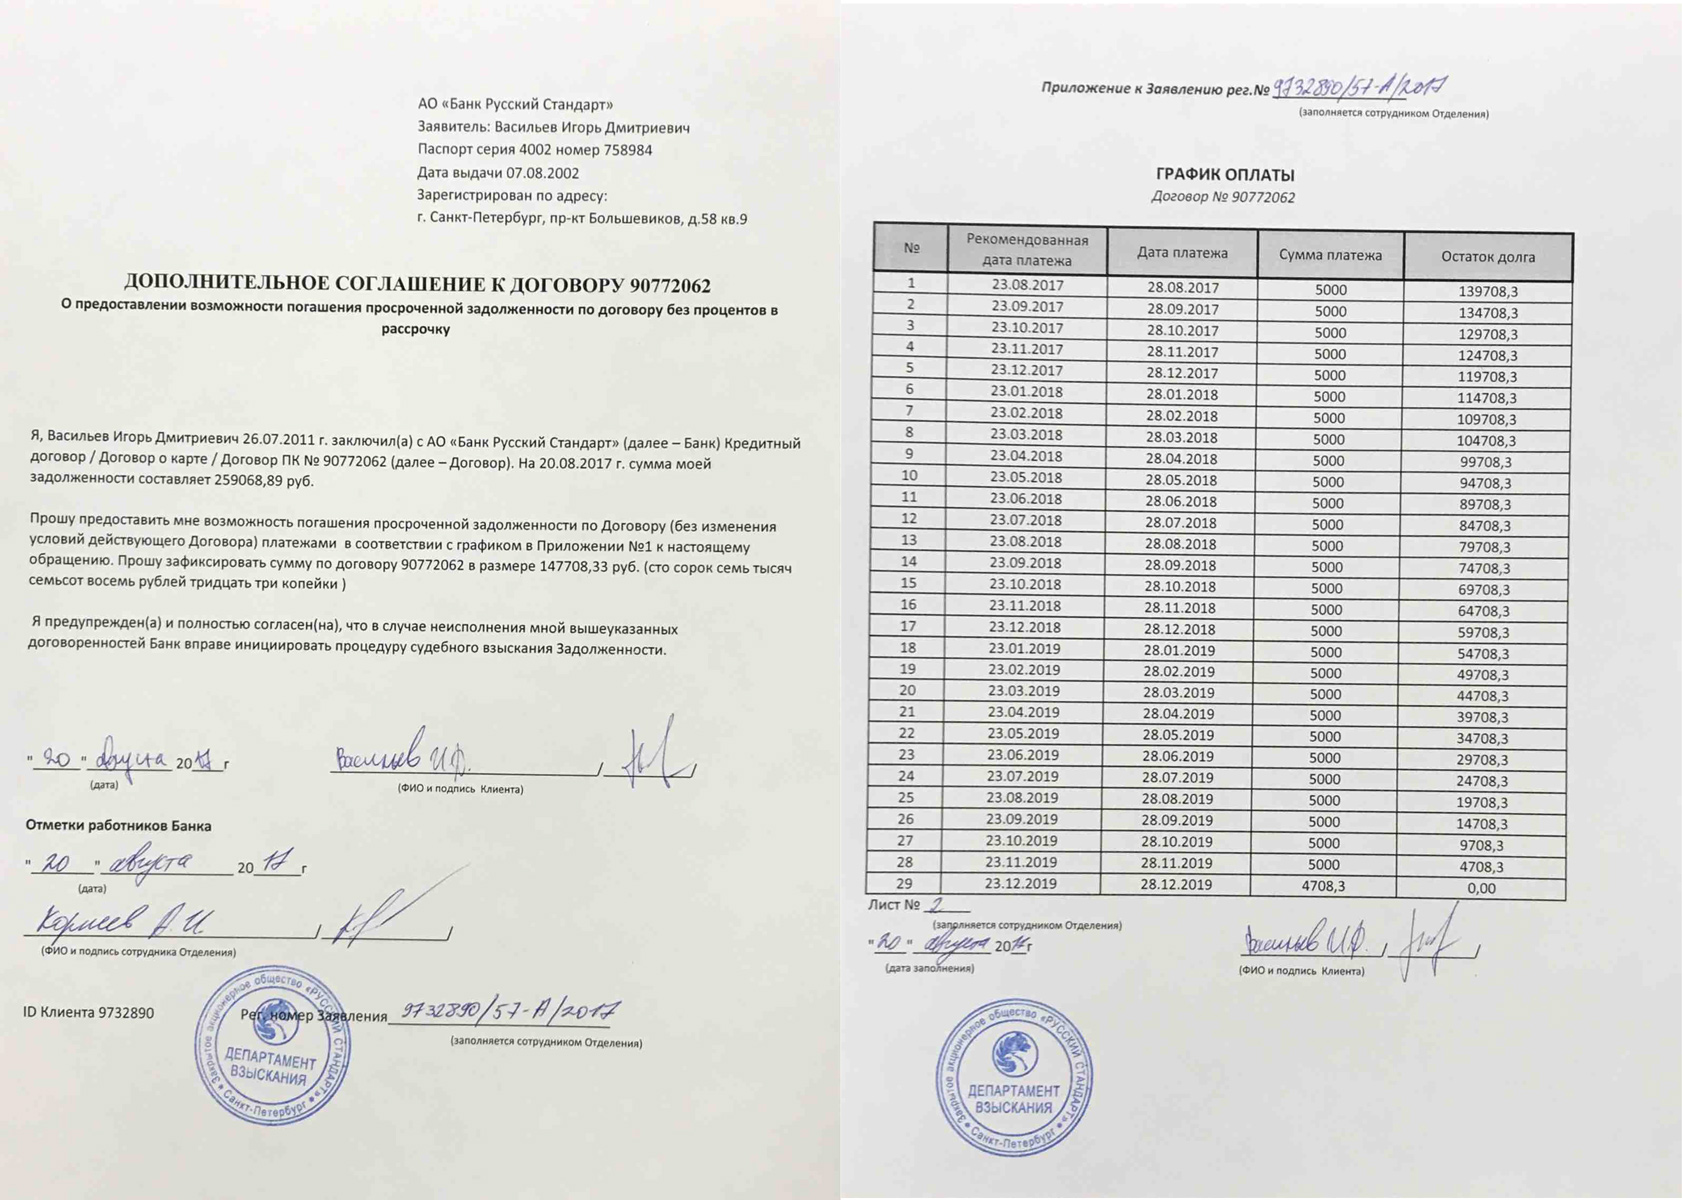 АО «Банк Русский Стандарт»
Заявитель: Васильев Игорь Дмитриевич
Паспорт серия 4002 номер 758984
Дата выдачи 07.08.2002
Зарегистрирован по адресу:
г. Санкт-Петербург, пр-кт Большевиков, д.58 кв.9
ДОПОЛНИТЕЛЬНОЕ СОГЛАШЕНИЕ К ДОГОВОРУ 90772062
О предоставлении возможности погашения просроченной задолженности по договору без процентов в
рассрочку
Я, Васильев Игорь Дмитриевич 26.07.2011 г. заключил(а) с АО «Банк Русский Стандарт» (далее – Банк) Кредитный
договор / Договор о карте / Договор ПК № 90772062 (далее – Договор). На 20.08.2017 г. сумма моей
задолженности составляет 259068,89 руб.
Прошу предоставить мне возможность погашения просроченной задолженности по Договору (без изменения
условий действующего Договора) платежами в соответствии с графиком в Приложении №1 к настоящему
обращению. Прошу зафиксировать сумму по договору 90772062 в размере 147708,33 руб. (сто сорок семь тысяч
семьсот восемь рублей тридцать три копейки )
Я предупрежден(а) и полностью согласен(на), что в случае неисполнения мной вышеуказанных
договоренностей Банк вправе инициировать процедуру судебного взыскания Задолженности.
"20" августа 2017г Васильев И.Д. / /
(дата) (ФИО и подпись Клиента)
Отметки работников Банка
"20" августа 2017г
(дата)
Корнеев А.И / /
(ФИО и подпись сотрудника Отделения)
ID Клиента 9732890 Рег. номер Заявления 9732890/57-А/2017
(заполняется сотрудником Отделения)
Закрытое акционерное общество «РУССКИЙ СТАНДАРТ»
ДЕПАРТАМЕНТ
ВЗЫСКАНИЯ
Санкт-Петербург
Приложение к Заявлению рег.№ 9732890/57-А/2017
(заполняется сотрудником Отделения)
ГРАФИК ОПЛАТЫ
Договор № 90772062
№ Рекомендованная дата платежа Дата платежа Сумма платежа Остаток долга
1 23.08.2017 28.08.2017 5000 139708,3
2 23.09.2017 28.09.2017 5000 134708,3
3 23.10.2017 28.10.2017 5000 129708,3
4 23.11.2017 28.11.2017 5000 124708,3
5 23.12.2017 28.12.2017 5000 119708,3
6 23.01.2018 28.01.2018 5000 114708,3
7 23.02.2018 28.02.2018 5000 109708,3
8 23.03.2018 28.03.2018 5000 104708,3
9 23.04.2018 28.04.2018 5000 99708,3
10 23.05.2018 28.05.2018 5000 94708,3
11 23.06.2018 28.06.2018 5000 89708,3
12 23.07.2018 28.07.2018 5000 84708,3
13 23.08.2018 28.08.2018 5000 79708,3
14 23.09.2018 28.09.2018 5000 74708,3
15 23.10.2018 28.10.2018 5000 69708,3
16 23.11.2018 28.11.2018 5000 64708,3
17 23.12.2018 28.12.2018 5000 59708,3
18 23.01.2019 28.01.2019 5000 54708,3
19 23.02.2019 28.02.2019 5000 49708,3
20 23.03.2019 28.03.2019 5000 44708,3
21 23.04.2019 28.04.2019 5000 39708,3
22 23.05.2019 28.05.2019 5000 34708,3
23 23.06.2019 28.06.2019 5000 29708,3
24 23.07.2019 28.07.2019 5000 24708,3
25 23.08.2019 28.08.2019 5000 19708,3
26 23.09.2019 28.09.2019 5000 14708,3
27 23.10.2019 28.10.2019 5000 9708,3
28 23.11.2019 28.11.2019 5000 4708,3
29 23.12.2019 28.12.2019 4708,3 0,00
Лист № 2
(заполняется сотрудником Отделения)
"20" августа 2017г Васильев И.Д. / /
(дата заполнения) (ФИО и подпись Клиента)
Закрытое акционерное общество «РУССКИЙ СТАНДАРТ»
ДЕПАРТАМЕНТ
ВЗЫСКАНИЯ
Санкт-Петербург